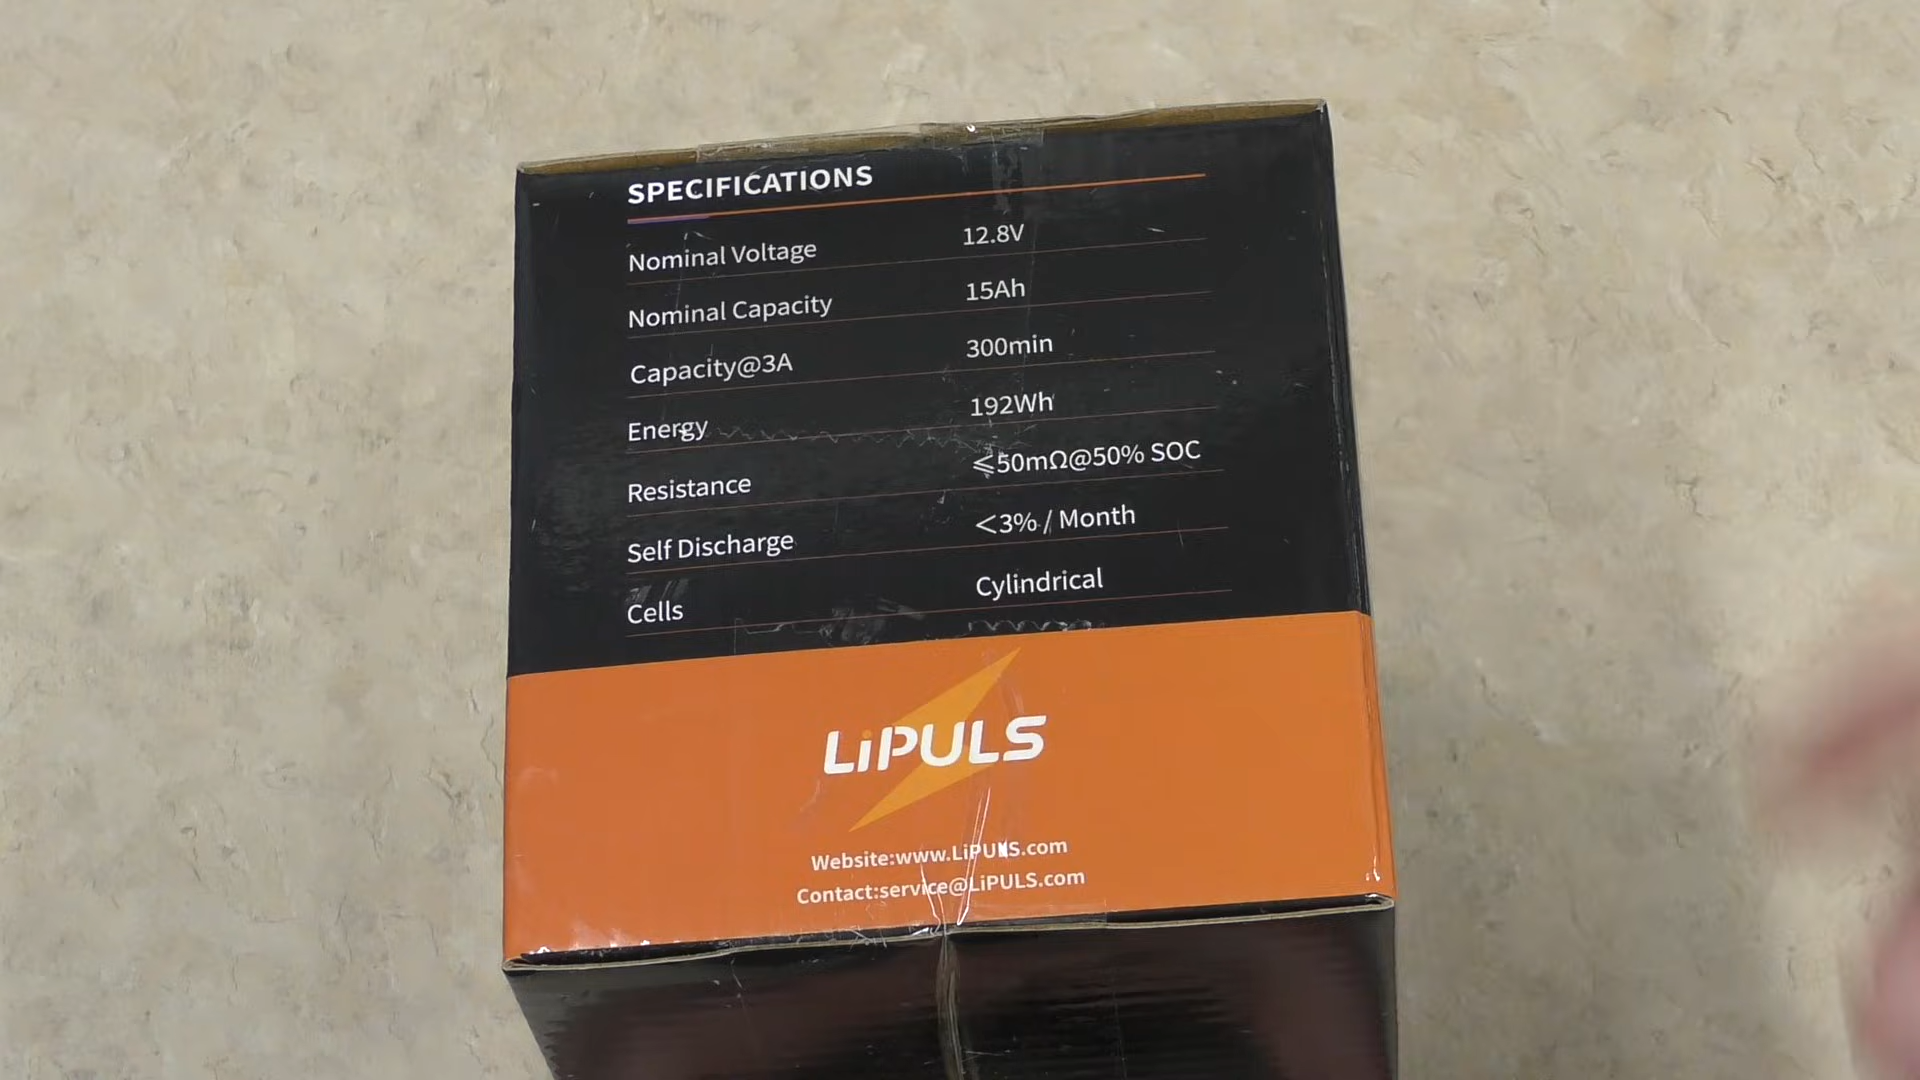 SPECIFICATIONS
Nominal Voltage 12.8V
Nominal Capacity 15Ah
Capacity@3A 300min
Energy 192Wh
Resistance ⩽50mΩ@50% SOC
Self Discharge <3% / Month
Cells Cylindrical
LiPULS
Website:www.LiPULS.com
Contact:service@LiPULS.com